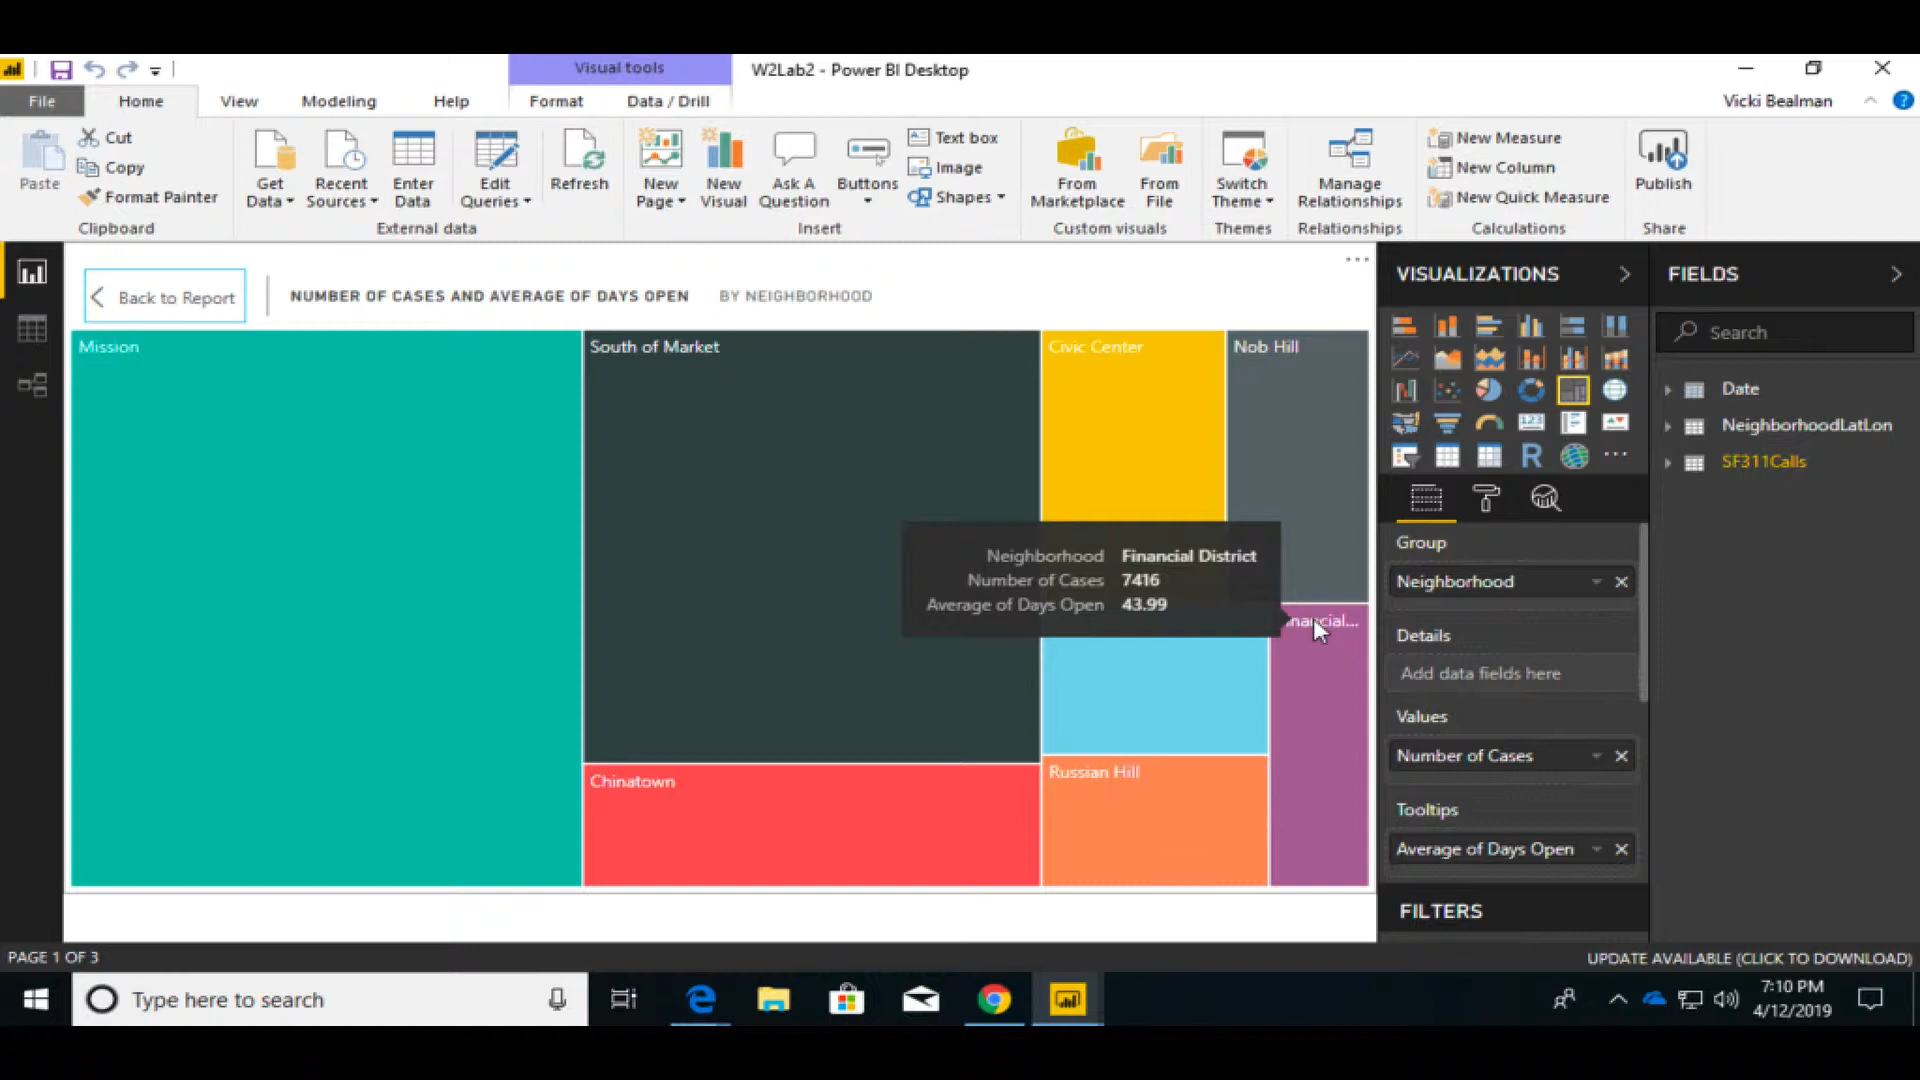 Visual tools
W2Lab2 - Power BI Desktop
File
Home
View
Modeling
Help
Format
Data / Drill
Vicki Bealman
?
Paste
Cut
Copy
Format Painter
Clipboard
Get Data
Recent Sources
Enter Data
Edit Queries
Refresh
External data
New Page
New Visual
Ask A Question
Buttons
Text box
Image
Shapes
Insert
From Marketplace
From File
Custom visuals
Switch Theme
Themes
Manage Relationships
Relationships
New Measure
New Column
New Quick Measure
Calculations
Publish
Share
Back to Report
NUMBER OF CASES AND AVERAGE OF DAYS OPEN
BY NEIGHBORHOOD
Mission
South of Market
Civic Center
Nob Hill
Neighborhood Financial District
Number of Cases 7416
Average of Days Open 43.99
nancial...
Chinatown
Russian Hill
VISUALIZATIONS
123
R
Group
Neighborhood
Details
Add data fields here
Values
Number of Cases
Tooltips
Average of Days Open
FILTERS
FIELDS
Search
Date
NeighborhoodLatLon
SF311Calls
PAGE 1 OF 3
UPDATE AVAILABLE (CLICK TO DOWNLOAD)
Type here to search
7:10 PM
4/12/2019